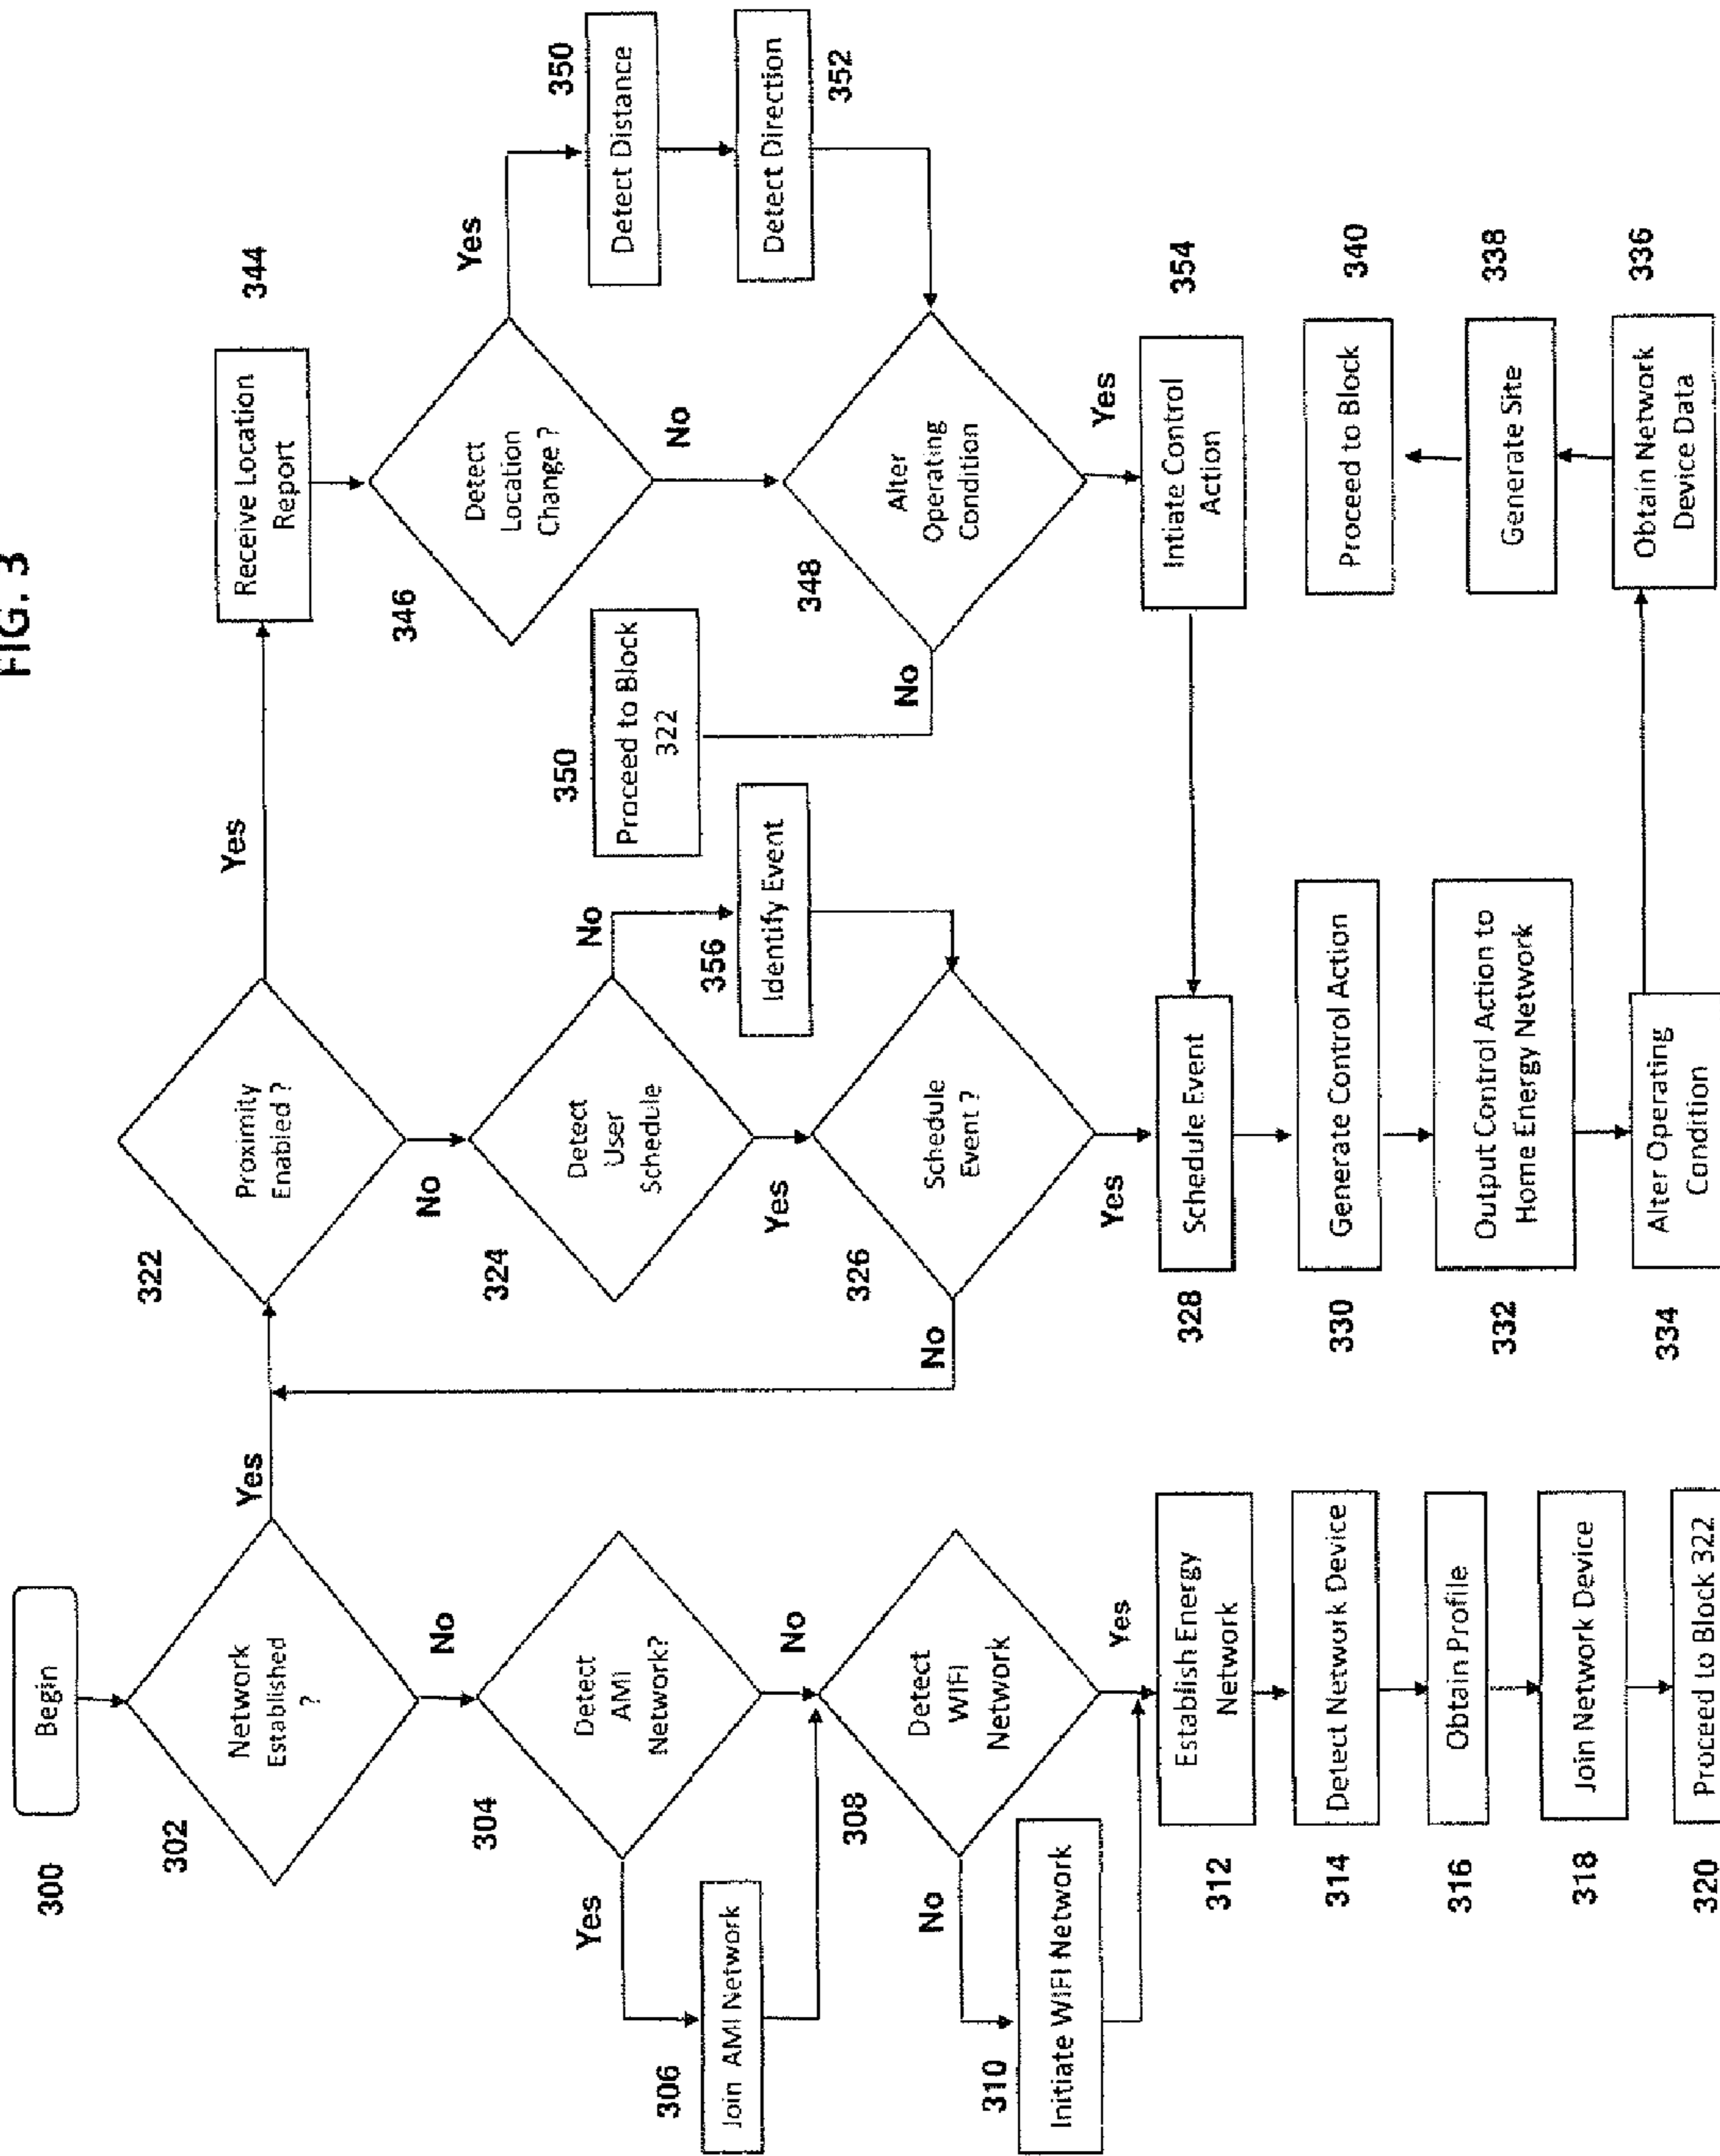 FIG. 3
300
Begin
302
Network
Established
?
Yes
No
304
Detect
AMI
Network?
Yes
No
306
Join AMI Network
308
Detect
WIFI
Network
No
Yes
310
Initiate WIFI Network
312
Establish Energy
Network
314
Detect Network Device
316
Obtain Profile
318
Join Network Device
320
Proceed to Block 322
322
Proximity
Enabled ?
Yes
No
324
Detect
User
Schedule
No
Yes
356
Identify Event
326
Schedule
Event ?
No
Yes
328
Schedule Event
330
Generate Control Action
332
Output Control Action to
Home Energy Network
334
Alter Operating
Condition
344
Receive Location
Report
346
Detect
Location
Change ?
Yes
No
350
Detect Distance
352
Detect Direction
350
Proceed to Block
322
348
Alter
Operating
Condition
No
Yes
354
Intiate Control
Action
340
Proceed to Block
338
Generate Site
336
Obtain Network
Device Data